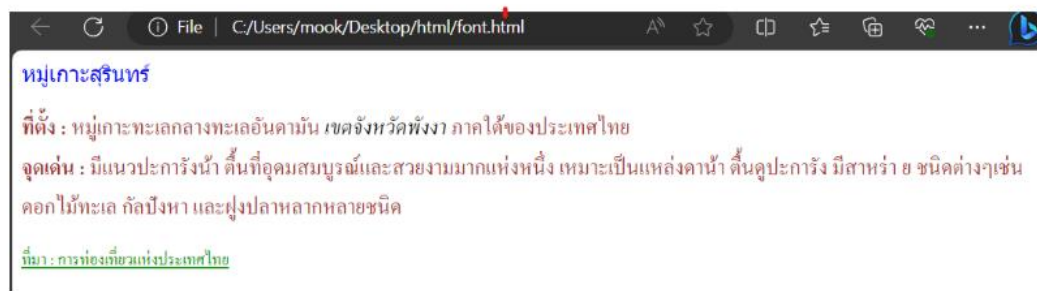 File | C:/Users/mook/Desktop/html/font.html
หมู่เกาะสุรินทร์
ที่ตั้ง : หมู่เกาะทะเลกลางทะเลอันดามัน เขตจังหวัดพังงา ภาคใต้ของประเทศไทย
จุดเด่น : มีแนวปะการังน้า ตื้นที่อุดมสมบูรณ์และสวยงามมากแห่งหนึ่ง เหมาะเป็นแหล่งดาน้า ตื้นดูปะการัง มีสาหร่า ย ชนิดต่างๆเช่น
ดอกไม้ทะเล กัลปังหา และฝูงปลาหลากหลายชนิด
ที่มา : การท่องเที่ยวแห่งประเทศไทย